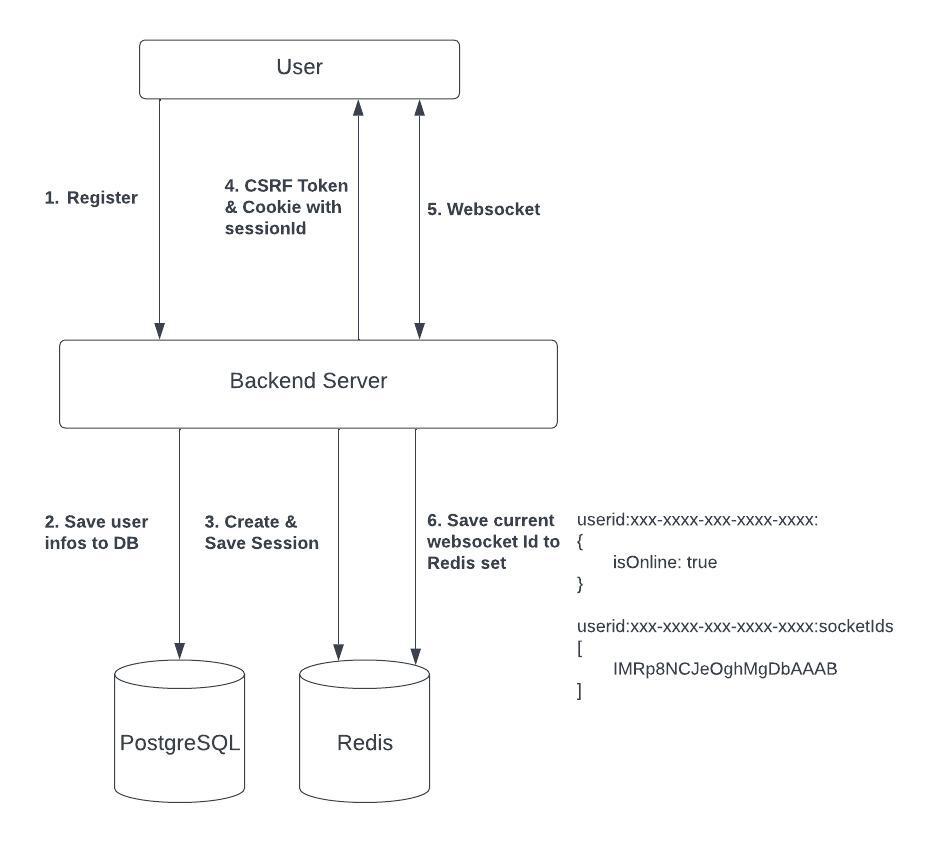 User
1. Register
4. CSRF Token
& Cookie with
sessionId
5. Websocket
Backend Server
2. Save user
infos to DB
3. Create &
Save Session
6. Save current
websocket Id to
Redis set
userid:xxx-xxxx-xxx-xxxx-xxxx:
{
isOnline: true
}
userid:xxx-xxxx-xxx-xxxx-xxxx:socketIds
[
IMRp8NCJeOghMgDbAAAB
]
PostgreSQL
Redis